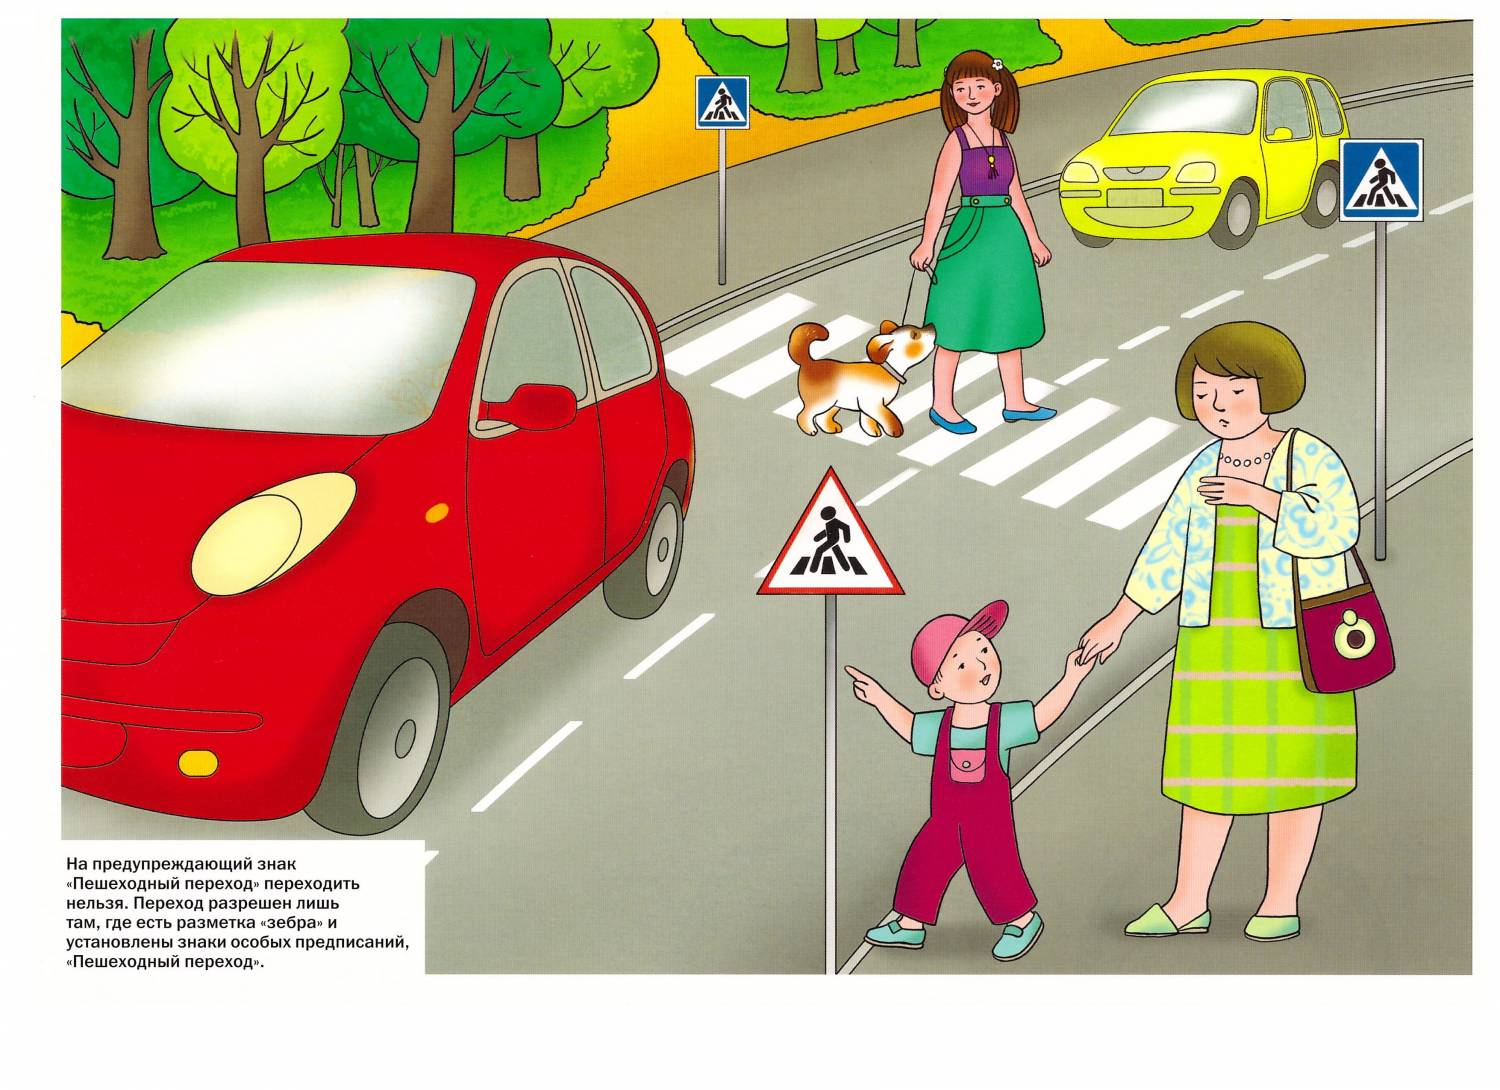 На предупреждающий знак
«Пешеходный переход» переходить
нельзя. Переход разрешен лишь
там, где есть разметка «зебра» и
установлены знаки особых предписаний,
«Пешеходный переход».